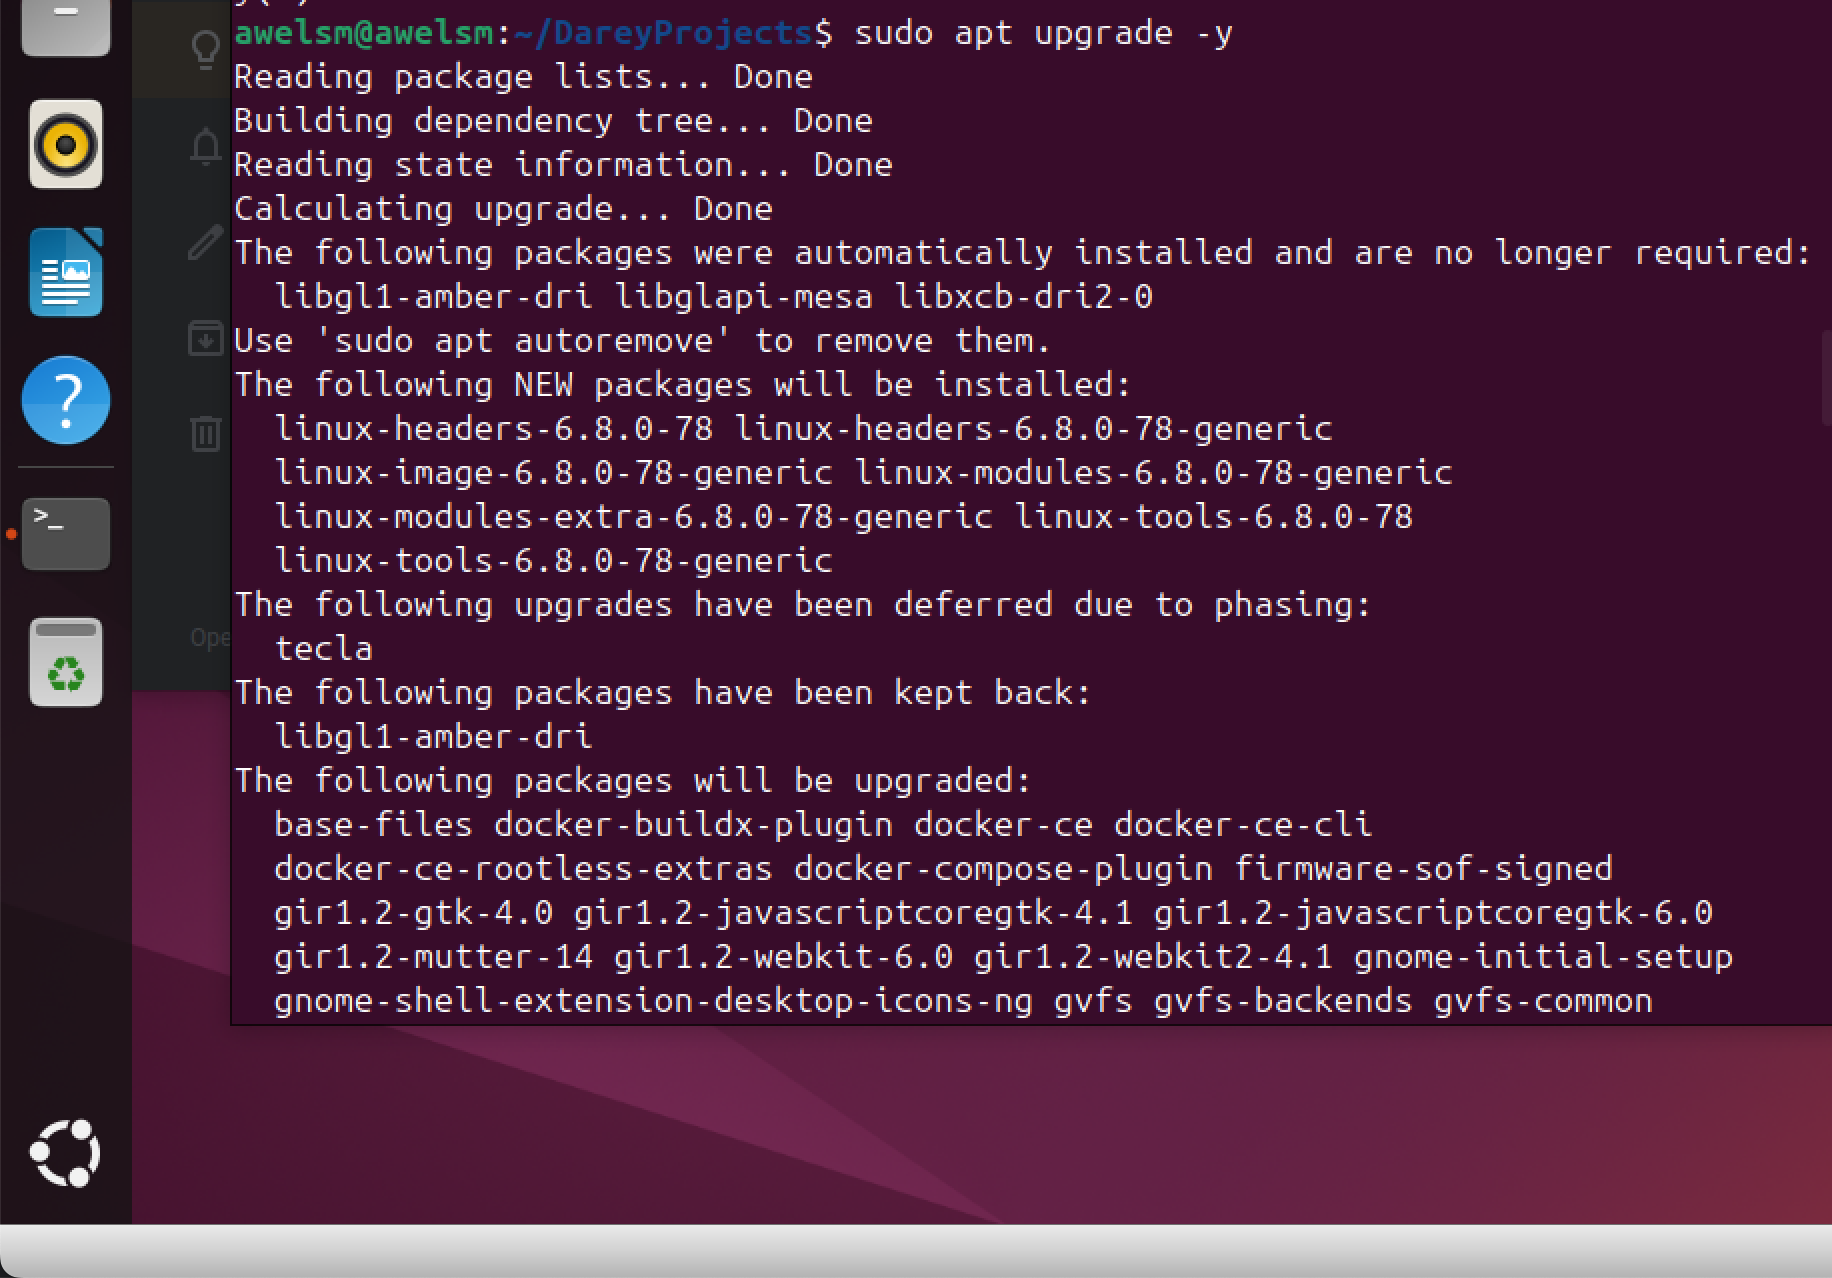 awelsm@awelsm:~/DareyProjects$ sudo apt upgrade -y
Reading package lists... Done
Building dependency tree... Done
Reading state information... Done
Calculating upgrade... Done
The following packages were automatically installed and are no longer required:
  libgl1-amber-dri libglapi-mesa libxcb-dri2-0
Use 'sudo apt autoremove' to remove them.
The following NEW packages will be installed:
  linux-headers-6.8.0-78 linux-headers-6.8.0-78-generic
  linux-image-6.8.0-78-generic linux-modules-6.8.0-78-generic
  linux-modules-extra-6.8.0-78-generic linux-tools-6.8.0-78
  linux-tools-6.8.0-78-generic
The following upgrades have been deferred due to phasing:
Ope
  tecla
The following packages have been kept back:
  libgl1-amber-dri
The following packages will be upgraded:
  base-files docker-buildx-plugin docker-ce docker-ce-cli
  docker-ce-rootless-extras docker-compose-plugin firmware-sof-signed
  gir1.2-gtk-4.0 gir1.2-javascriptcoregtk-4.1 gir1.2-javascriptcoregtk-6.0
  gir1.2-mutter-14 gir1.2-webkit-6.0 gir1.2-webkit2-4.1 gnome-initial-setup
  gnome-shell-extension-desktop-icons-ng gvfs gvfs-backends gvfs-common